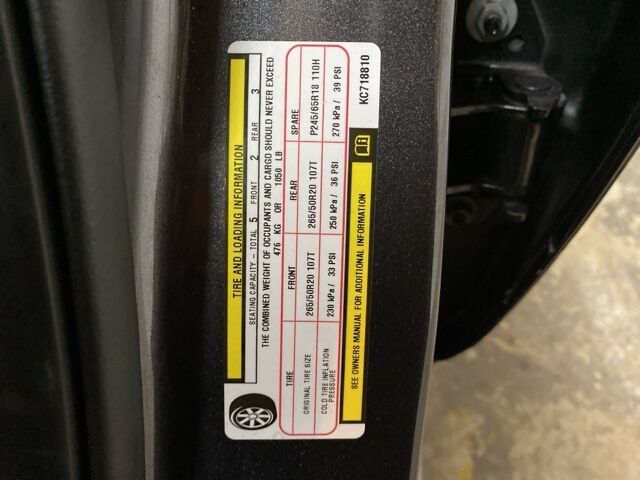 TIRE AND LOADING INFORMATION
SEATING CAPACITY - TOTAL 5 FRONT 2 REAR 3
THE COMBINED WEIGHT OF OCCUPANTS AND CARGO SHOULD NEVER EXCEED
476 KG OR 1050 LB
TIRE FRONT REAR SPARE
ORIGINAL TIRE SIZE 265/50R20 107T 265/50R20 107T P245/65R18 110H
COLD TIRE INFLATION PRESSURE 230 kPa / 33 PSI 250 kPa / 36 PSI 270 kPa / 39 PSI
SEE OWNERS MANUAL FOR ADDITIONAL INFORMATION
KC718810